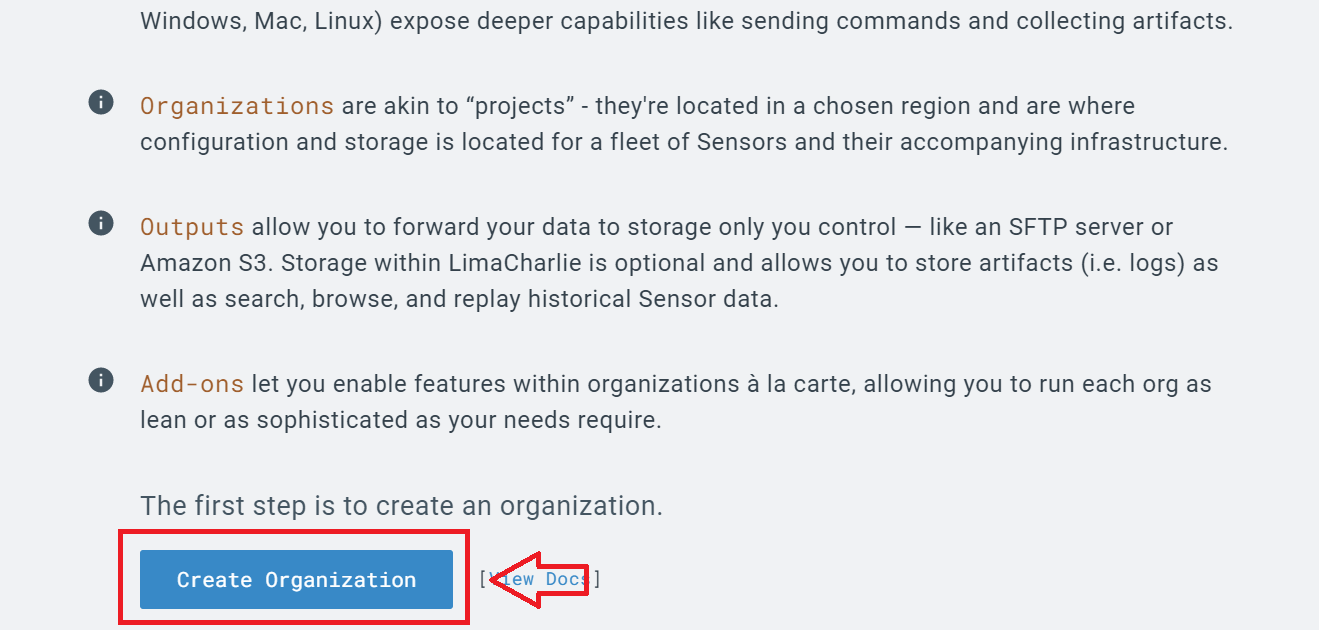 Windows, Mac, Linux) expose deeper capabilities like sending commands and collecting artifacts.
Organizations are akin to “projects” - they're located in a chosen region and are where
configuration and storage is located for a fleet of Sensors and their accompanying infrastructure.
Outputs allow you to forward your data to storage only you control — like an SFTP server or
Amazon S3. Storage within LimaCharlie is optional and allows you to store artifacts (i.e. logs) as
well as search, browse, and replay historical Sensor data.
Add-ons let you enable features within organizations à la carte, allowing you to run each org as
lean or as sophisticated as your needs require.
The first step is to create an organization.
Create Organization [View Docs]